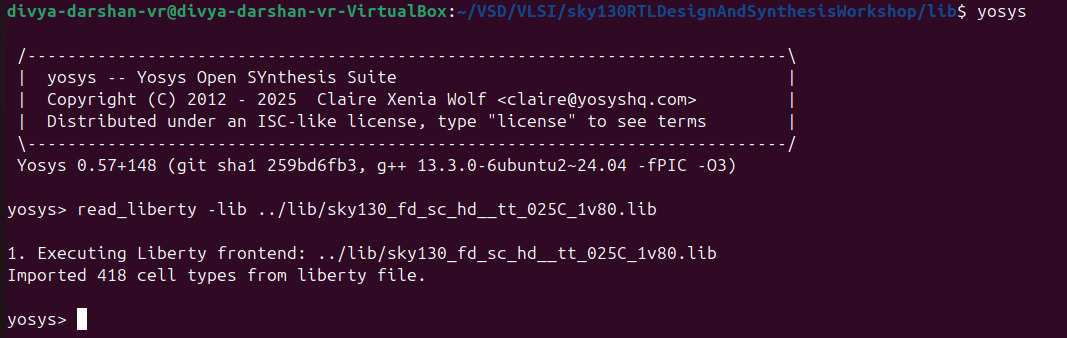 divya-darshan-vr@divya-darshan-vr-VirtualBox:~/VSD/VLSI/sky130RTLDesignAndSynthesisWorkshop/lib$ yosys
/----------------------------------------------------------------------------\
| yosys -- Yosys Open SYnthesis Suite |
| Copyright (C) 2012 - 2025 Claire Xenia Wolf <claire@yosyshq.com> |
| Distributed under an ISC-like license, type "license" to see terms |
\----------------------------------------------------------------------------/
Yosys 0.57+148 (git sha1 259bd6fb3, g++ 13.3.0-6ubuntu2~24.04 -fPIC -O3)
yosys> read_liberty -lib ../lib/sky130_fd_sc_hd__tt_025C_1v80.lib
1. Executing Liberty frontend: ../lib/sky130_fd_sc_hd__tt_025C_1v80.lib
Imported 418 cell types from liberty file.
yosys>